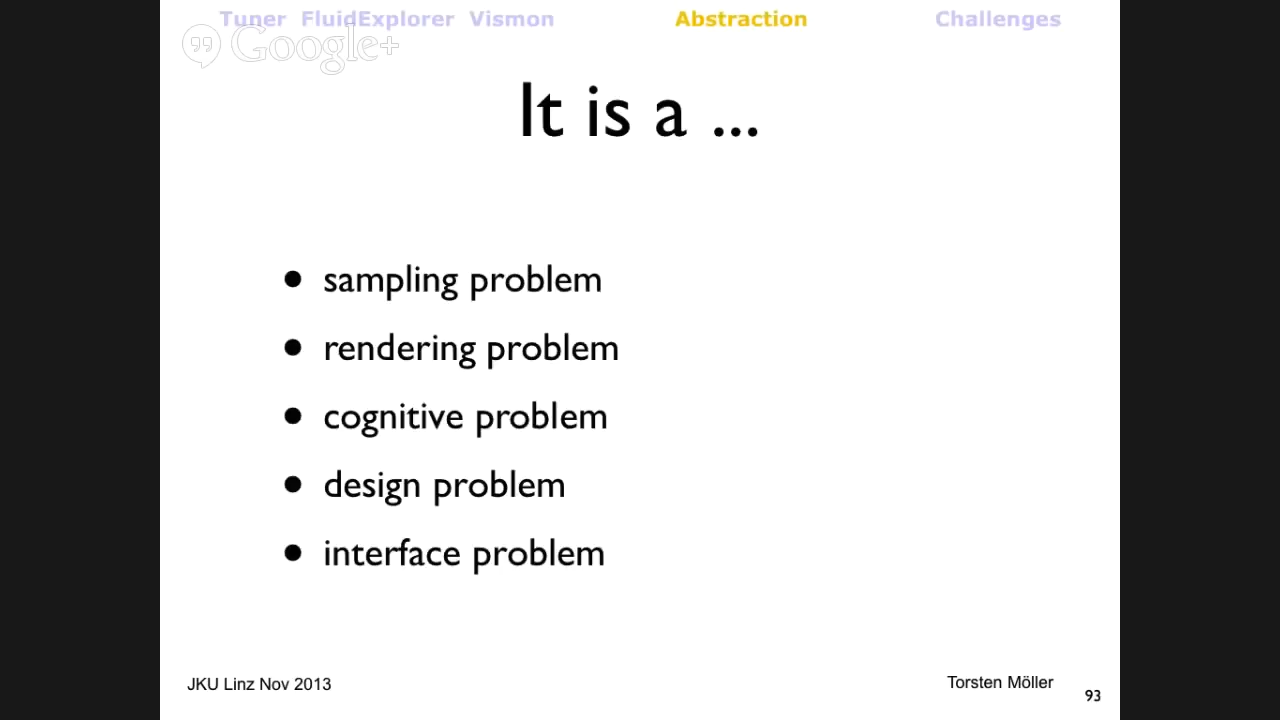 Tuner FluidExplorer Vismon Abstraction Challenges
Google+
It is a ...
• sampling problem
• rendering problem
• cognitive problem
• design problem
• interface problem
JKU Linz Nov 2013 Torsten Möller 93